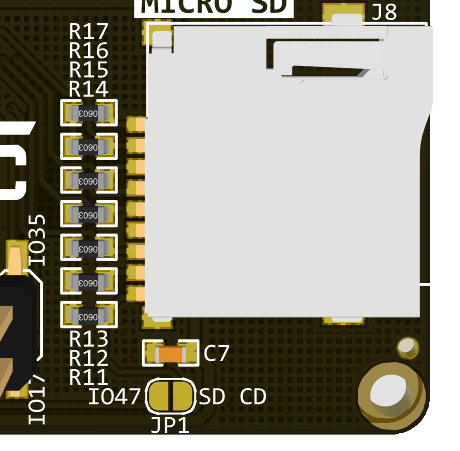 MICRO SD
J8
R17
R16
R15
R14
0603
0603
0603
0603
0603
0603
0603
IO35
R13
R12
R11
C7
IO17
IO47 SD CD
JP1